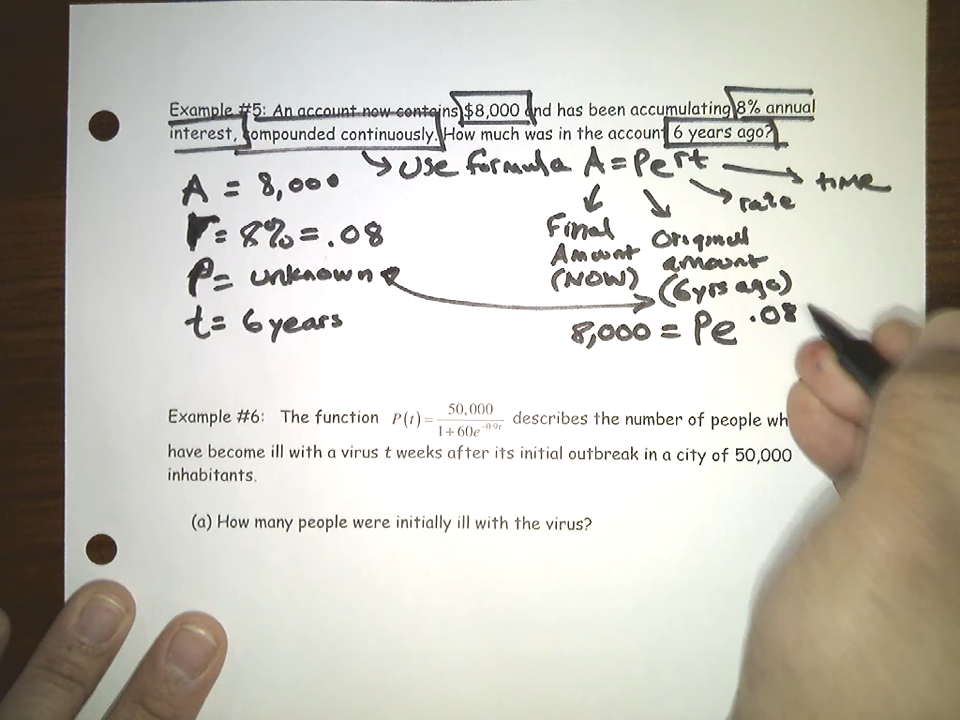 Example #5: An account now contains $8,000 and has been accumulating 8% annual
interest, compounded continuously. How much was in the account 6 years ago?
→ Use formula A = Pe^rt → time
→ rate
A = 8,000
Final Amount (NOW)
Original amount (6yrs ago)
r = 8% = .08
P = unknown
t = 6 years
8,000 = Pe^.08
Example #6: The function P(t) = 50,000 / 1+60e^-0.9t describes the number of people wh
have become ill with a virus t weeks after its initial outbreak in a city of 50,000
inhabitants.
(a) How many people were initially ill with the virus?